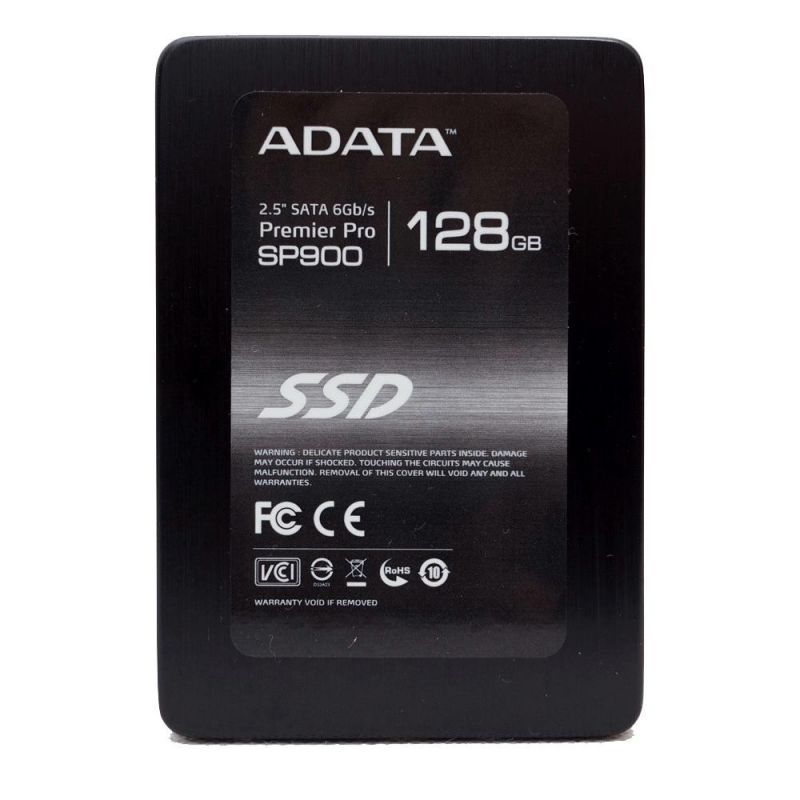 ADATA™
2.5" SATA 6Gb/s
Premier Pro
SP900
128GB
SSD
WARNING : DELICATE PRODUCT SENSITIVE PARTS INSIDE. DAMAGE
MAY OCCUR IF SHOCKED. TOUCHING THE CIRCUITS MAY CAUSE
MALFUNCTION. REMOVAL OF THIS COVER WILL VOID ANY AND ALL
WARRANTIES.
FC CE
VCI RoHS 10
WARRANTY VOID IF REMOVED